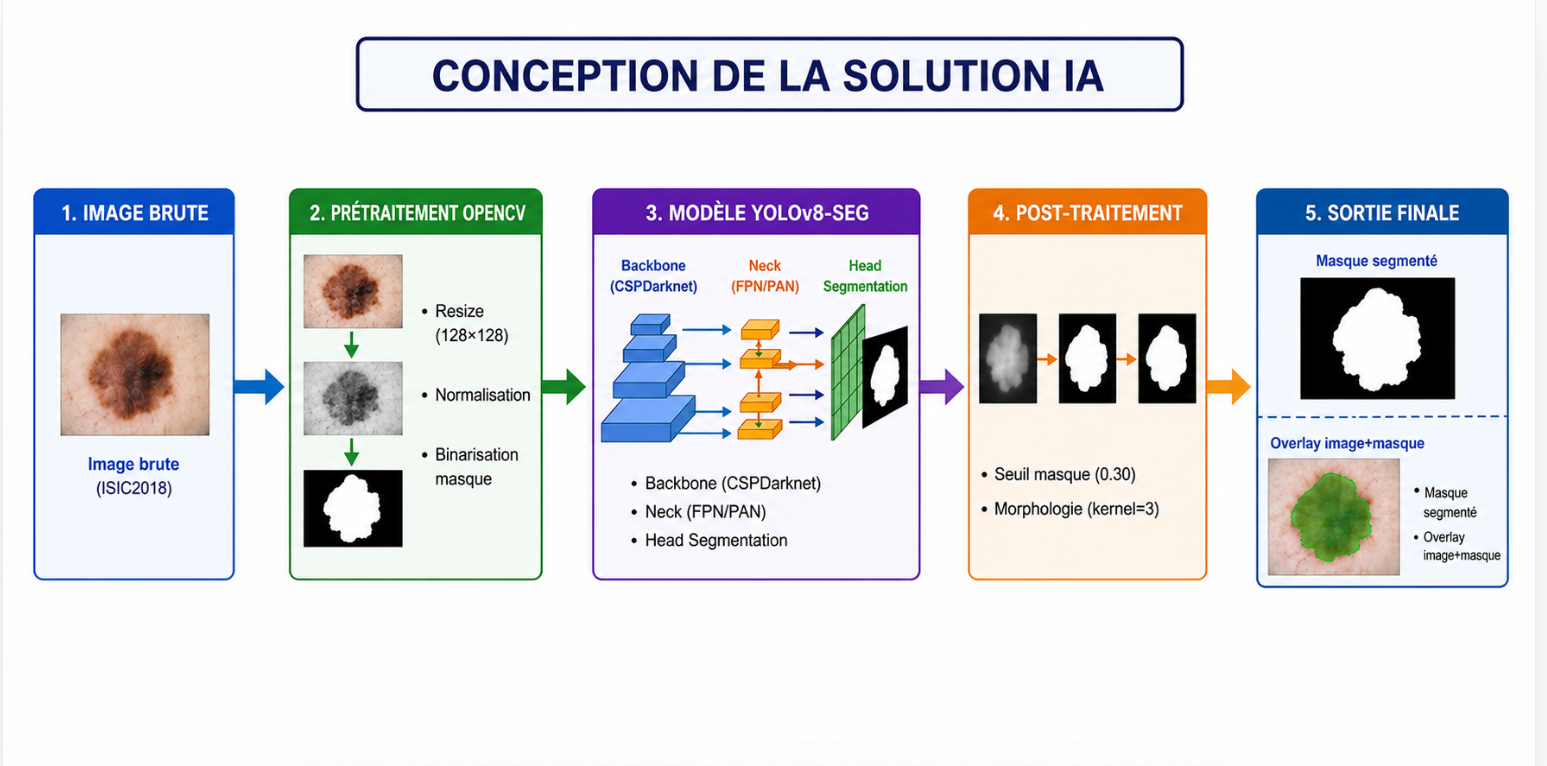 CONCEPTION DE LA SOLUTION IA
1. IMAGE BRUTE
Image brute
(ISIC2018)
2. PRÉTRAITEMENT OPENCV
• Resize
(128×128)
• Normalisation
• Binarisation
masque
3. MODÈLE YOLOv8-SEG
Backbone
(CSPDarknet)
Neck
(FPN/PAN)
Head
Segmentation
• Backbone (CSPDarknet)
• Neck (FPN/PAN)
• Head Segmentation
4. POST-TRAITEMENT
• Seuil masque (0.30)
• Morphologie (kernel=3)
5. SORTIE FINALE
Masque segmenté
Overlay image+masque
• Masque
segmenté
• Overlay
image+masque